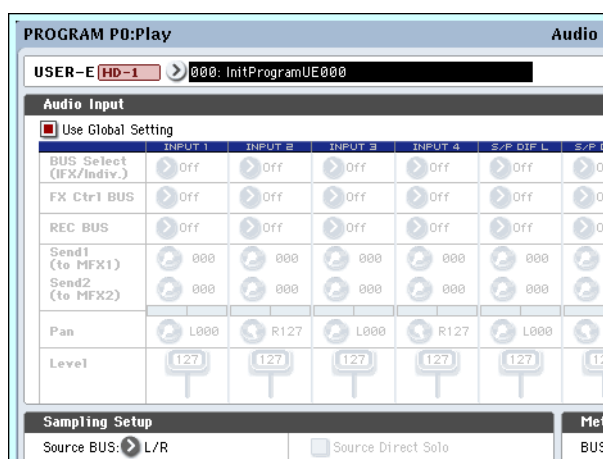 PROGRAM P0:Play Audio
USER-E HD-1 000: InitProgramUE000
Audio Input
Use Global Setting
INPUT 1 INPUT 2 INPUT 3 INPUT 4 S/P DIF L S/P
BUS Select
(IFX/Indiv.) Off Off Off Off Off
FX Ctrl BUS Off Off Off Off Off
REC BUS Off Off Off Off Off
Send1
(to MFX1) 000 000 000 000 000
Send2
(to MFX2) 000 000 000 000 000
Pan L000 R127 L000 R127 L000
Level 127 127 127 127 127
Sampling Setup
Source BUS: L/R Source Direct Solo BUS